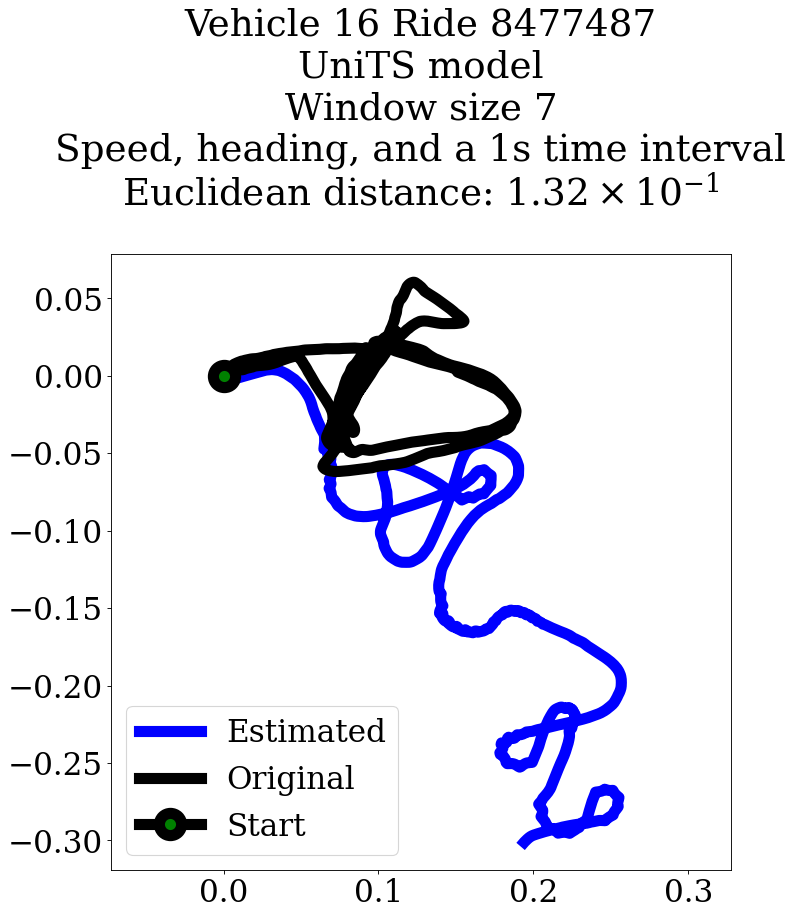 Vehicle 16 Ride 8477487
UniTS model
Window size 7
Speed, heading, and a 1s time interval
Euclidean distance: 1.32 × 10⁻¹
0.05
0.00
−0.05
−0.10
−0.15
−0.20
−0.25
−0.30
Estimated
Original
Start
0.0 0.1 0.2 0.3